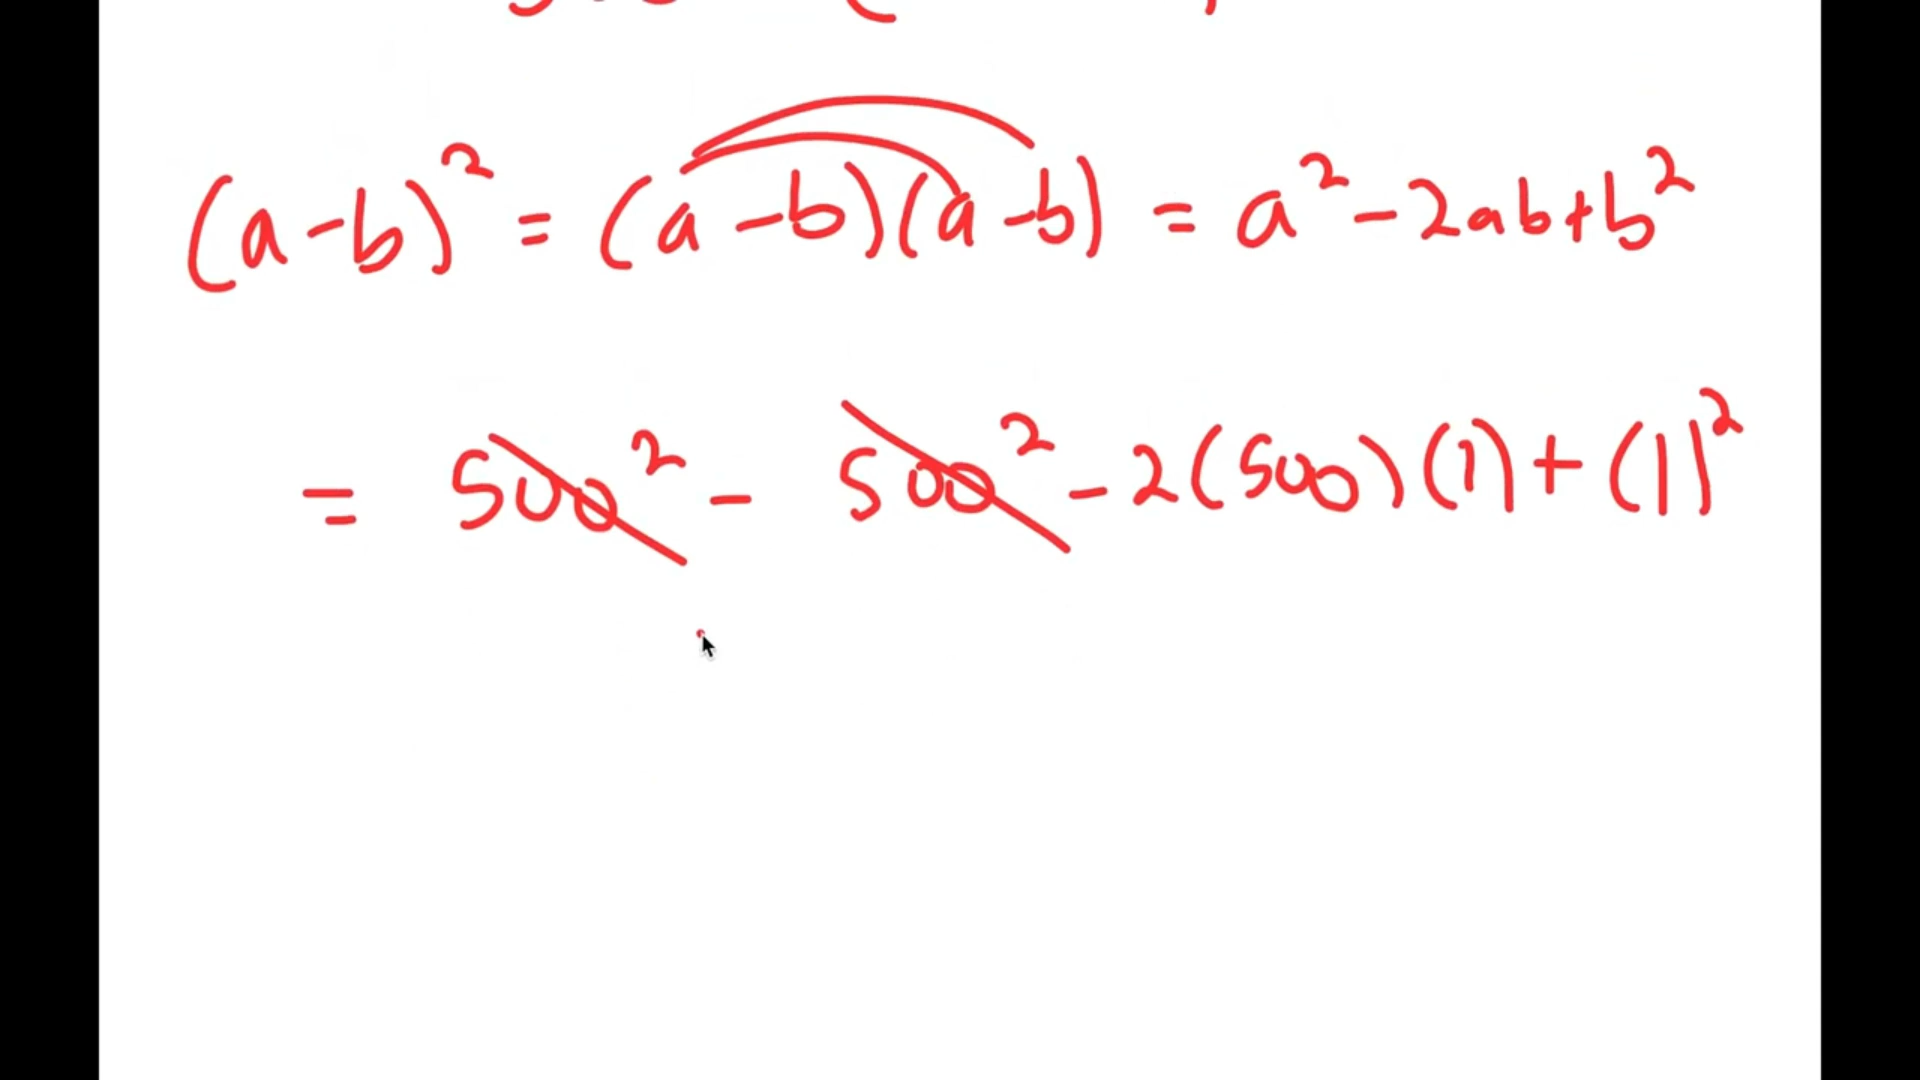 (a-b)² = (a-b)(a-b) = a²-2ab+b²
= 500² - 500² - 2(500)(1) + (1)²